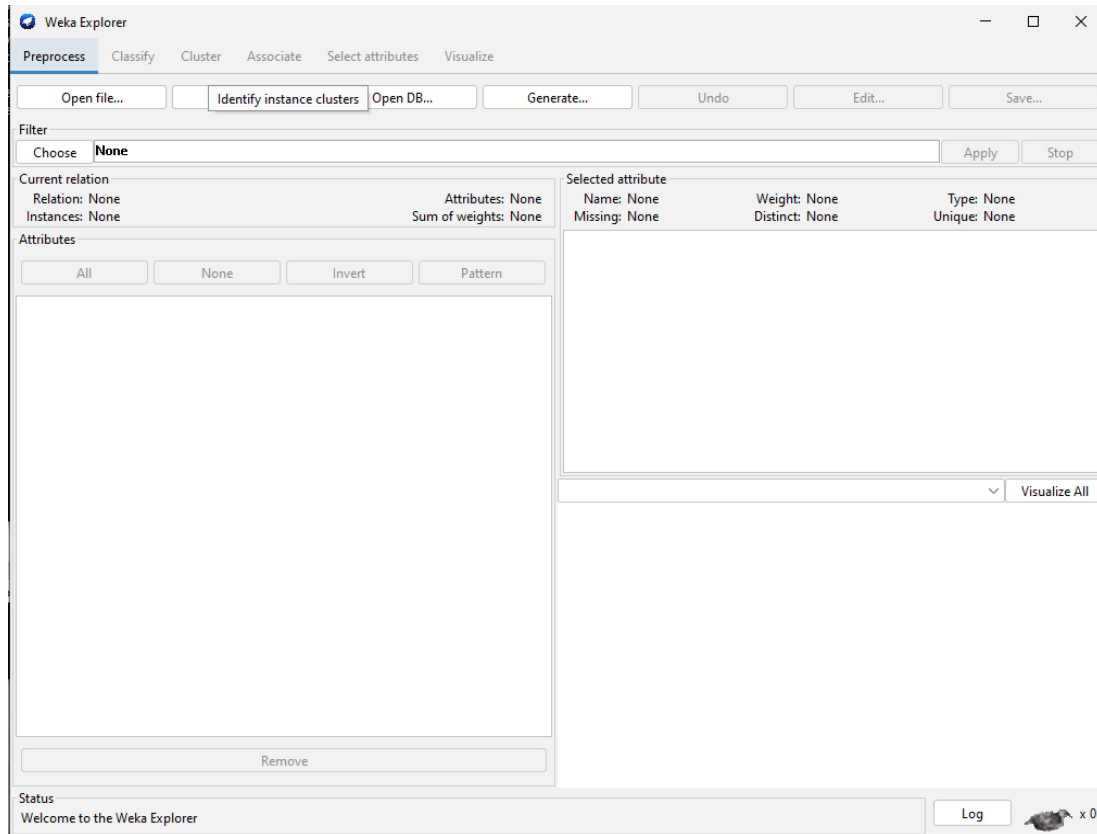 Weka Explorer
Preprocess Classify Cluster Associate Select attributes Visualize
Open file... Identify instance clusters Open DB... Generate... Undo Edit... Save...
Filter
Choose None Apply Stop
Current relation
Relation: None Attributes: None
Instances: None Sum of weights: None
Selected attribute
Name: None Weight: None Type: None
Missing: None Distinct: None Unique: None
Attributes
All None Invert Pattern
Visualize All
Remove
Status
Welcome to the Weka Explorer
Log x 0